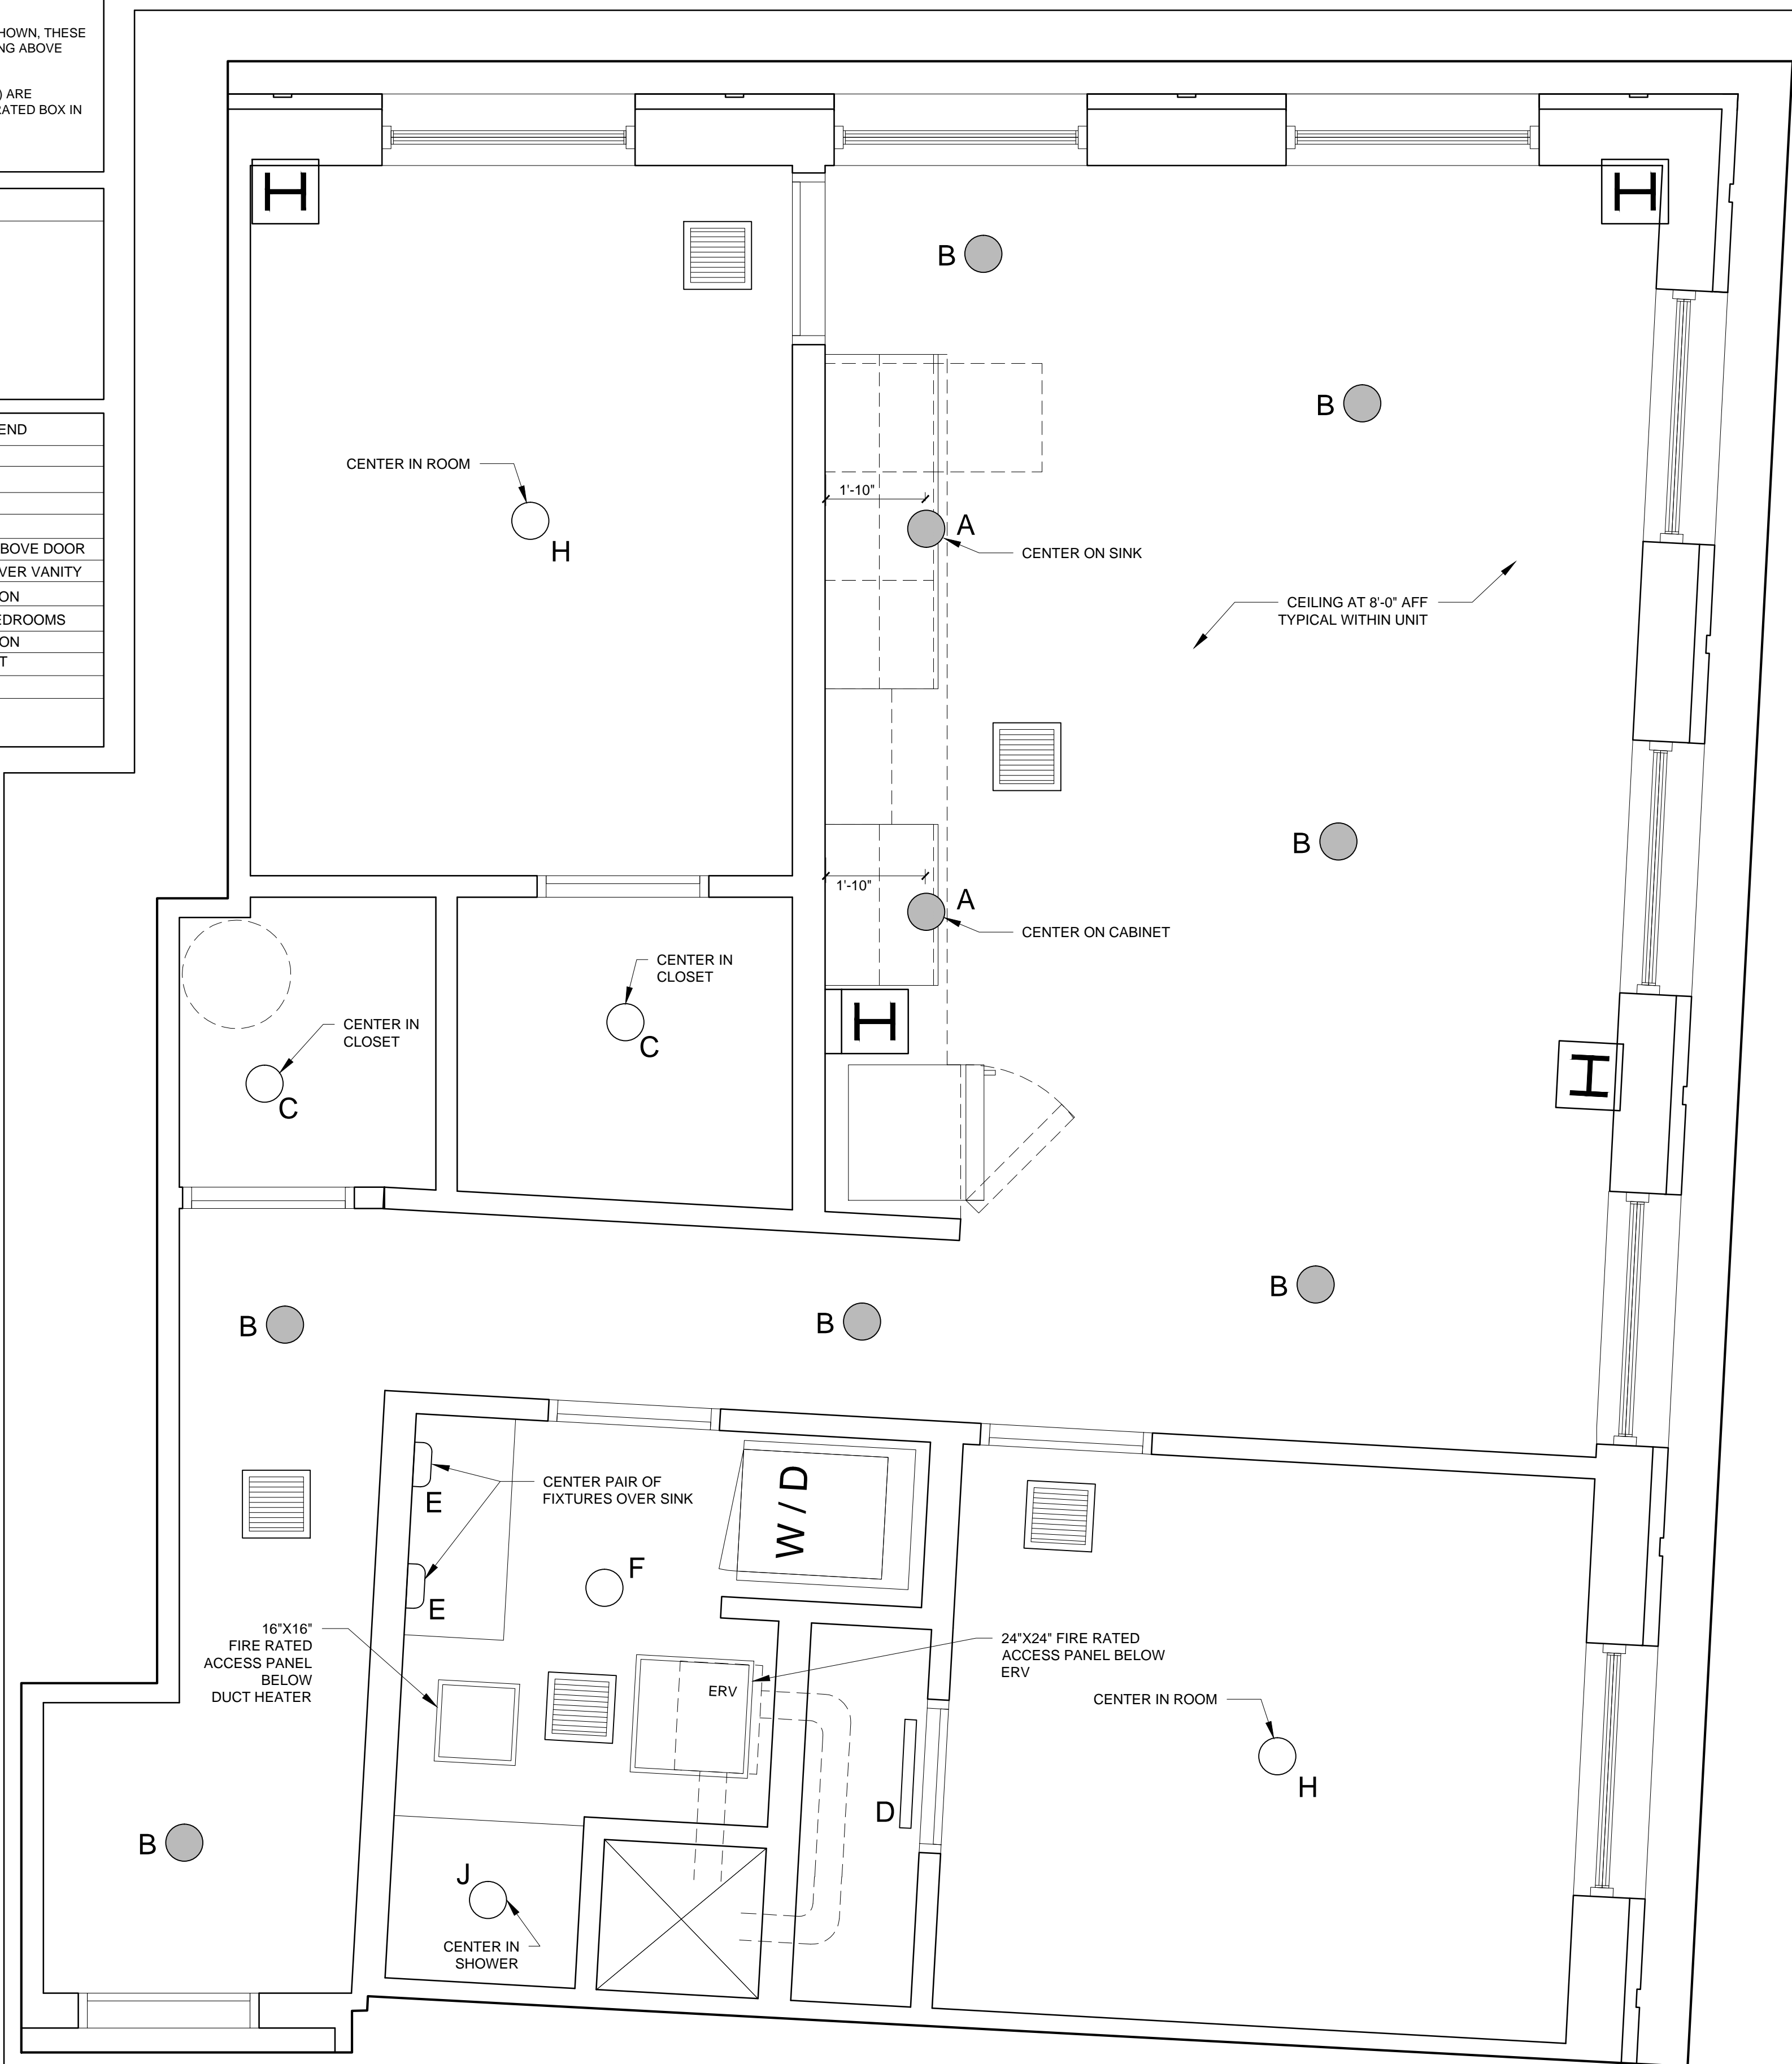 HOWN, THESE
NG ABOVE
) ARE
RATED BOX IN
END
BOVE DOOR
VER VANITY
ON
EDROOMS
ON
T
H
H
B
B
CENTER IN ROOM
H
1'-10"
A
CENTER ON SINK
CEILING AT 8'-0" AFF
TYPICAL WITHIN UNIT
B
1'-10"
A
CENTER ON CABINET
CENTER IN
CLOSET
C
CENTER IN
CLOSET
C
H
H
B
B
B
CENTER PAIR OF
FIXTURES OVER SINK
E
E
W / D
F
16"X16"
FIRE RATED
ACCESS PANEL
BELOW
DUCT HEATER
ERV
24"X24" FIRE RATED
ACCESS PANEL BELOW
ERV
CENTER IN ROOM
H
D
B
J
CENTER IN
SHOWER